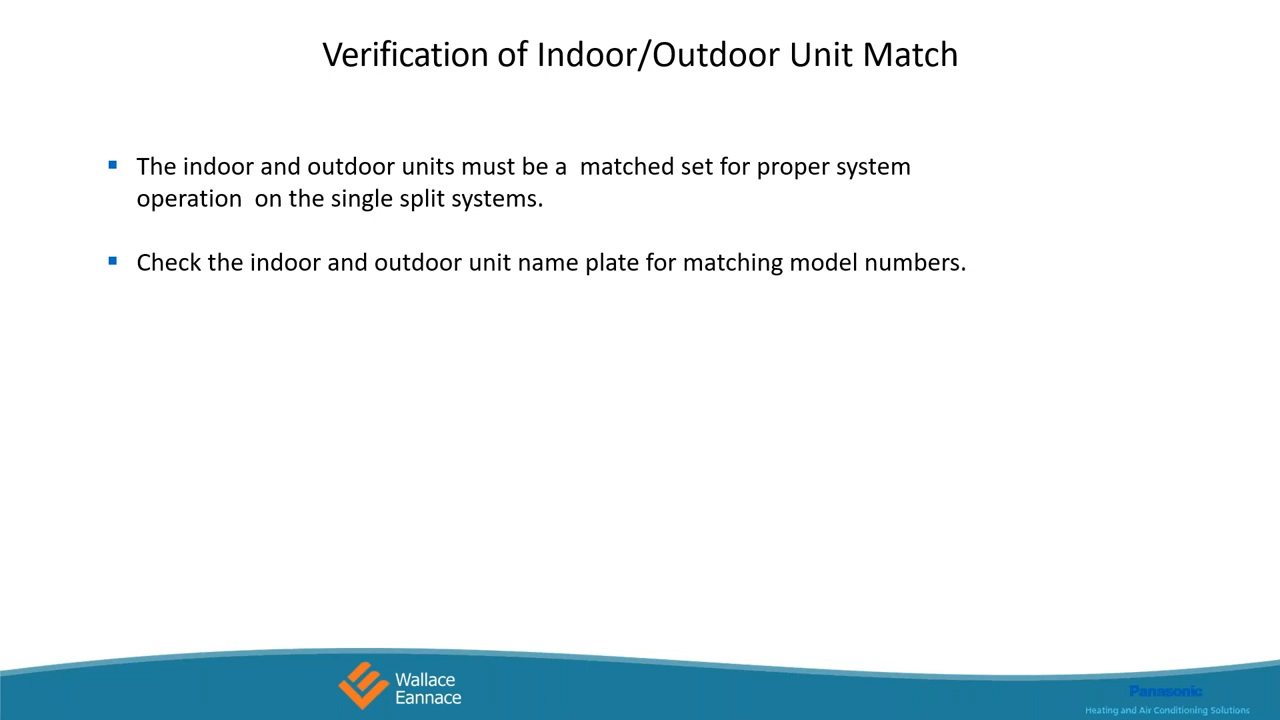 Verification of Indoor/Outdoor Unit Match
The indoor and outdoor units must be a  matched set for proper system
operation  on the single split systems.
Check the indoor and outdoor unit name plate for matching model numbers.
Wallace
Eannace
Panasonic
Heating and Air Conditioning Solutions